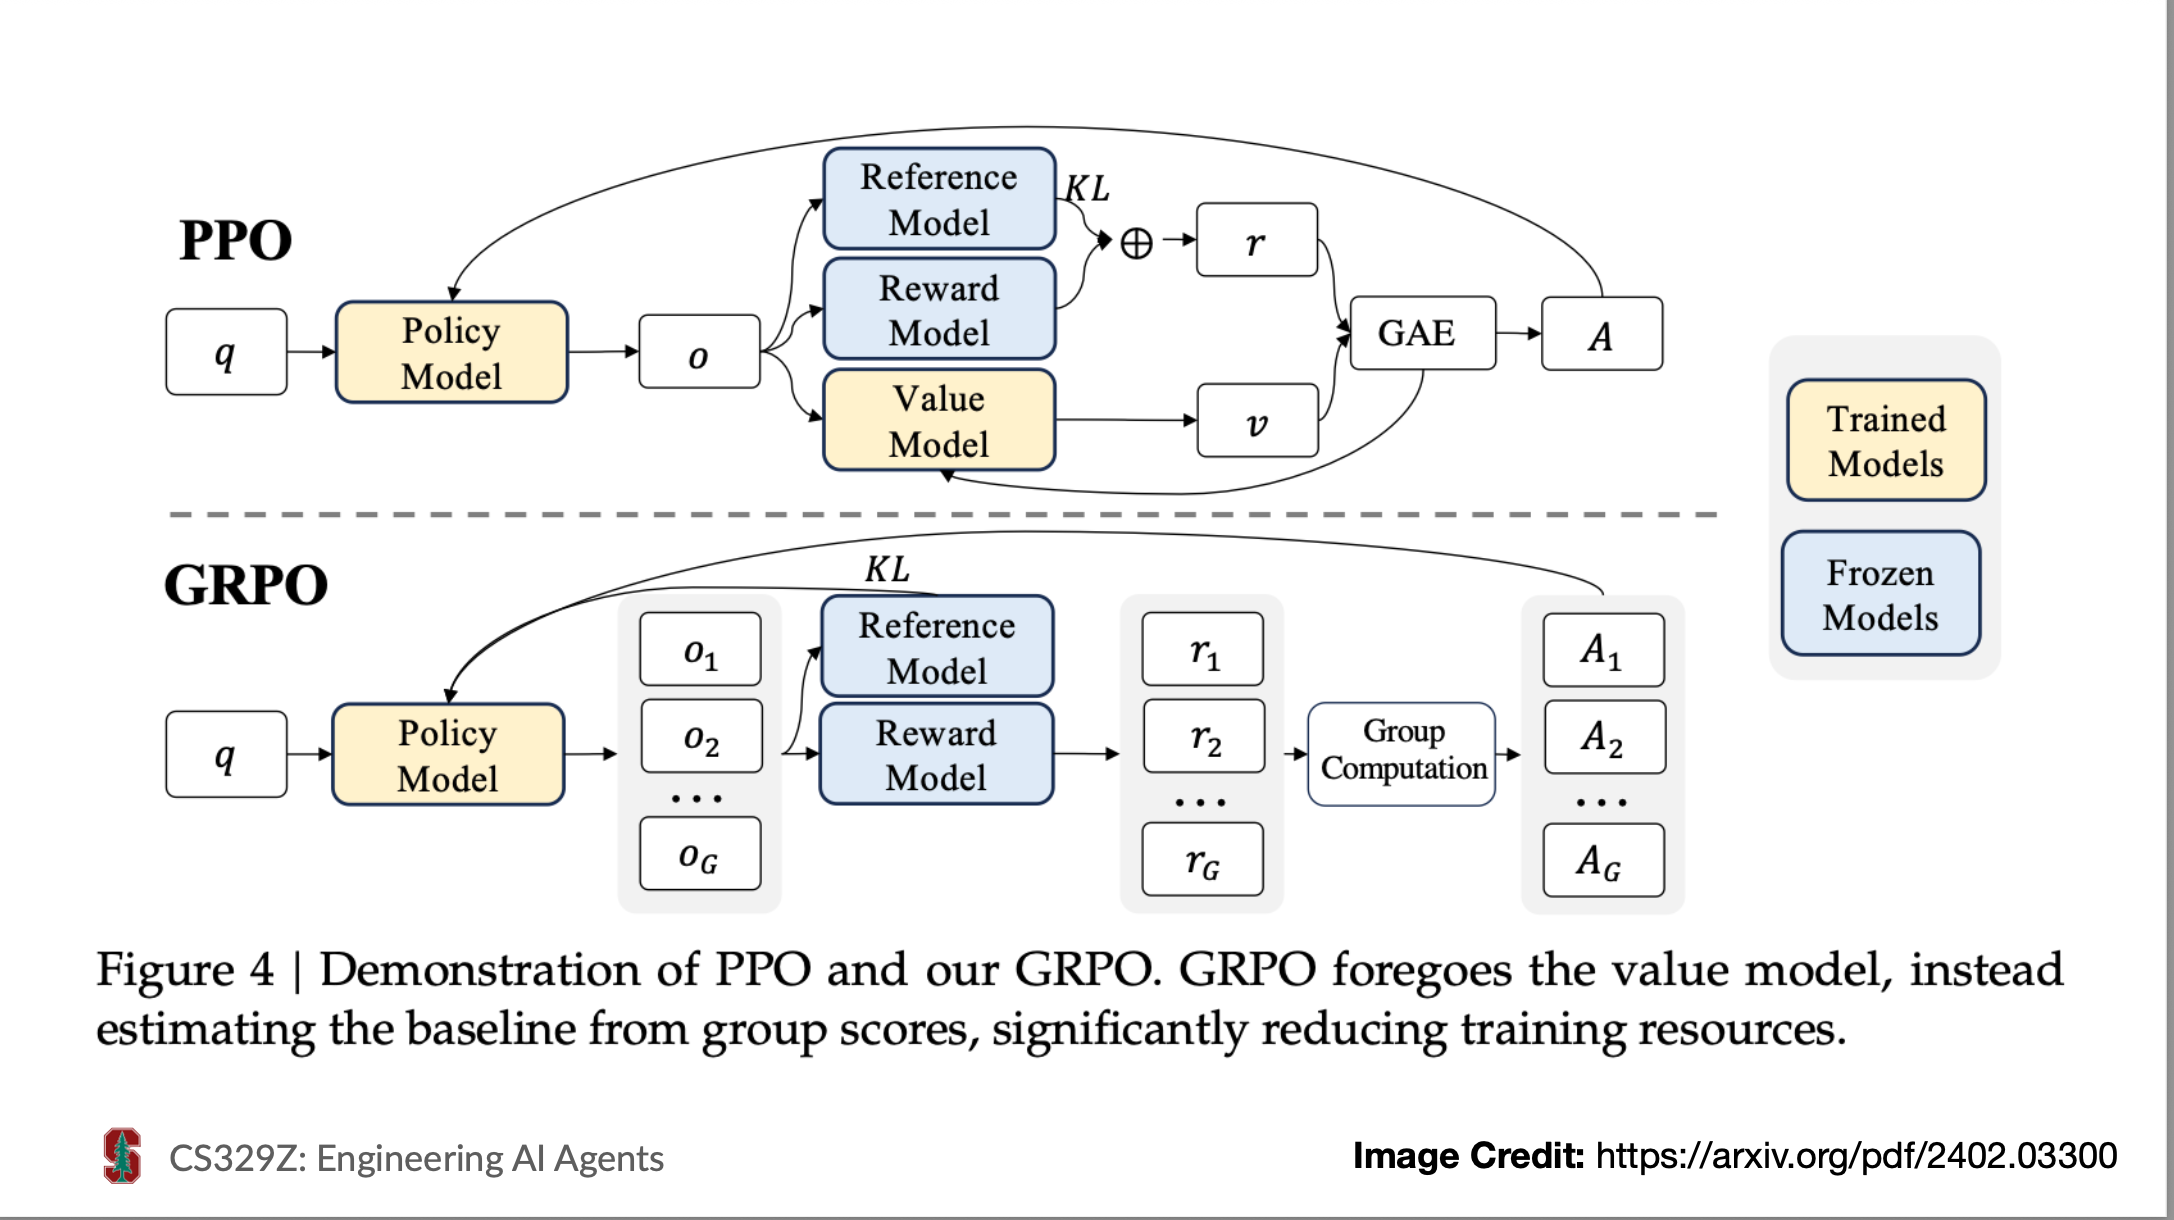 PPO
q
Policy
Model
o
Reference
Model
Reward
Model
Value
Model
KL
⊕
r
v
GAE
A
Trained
Models
Frozen
Models
GRPO
q
Policy
Model
o₁
o₂
...
o_G
KL
Reference
Model
Reward
Model
r₁
r₂
...
r_G
Group
Computation
A₁
A₂
...
A_G
Figure 4 | Demonstration of PPO and our GRPO. GRPO foregoes the value model, instead
estimating the baseline from group scores, significantly reducing training resources.
CS329Z: Engineering AI Agents
Image Credit: https://arxiv.org/pdf/2402.03300